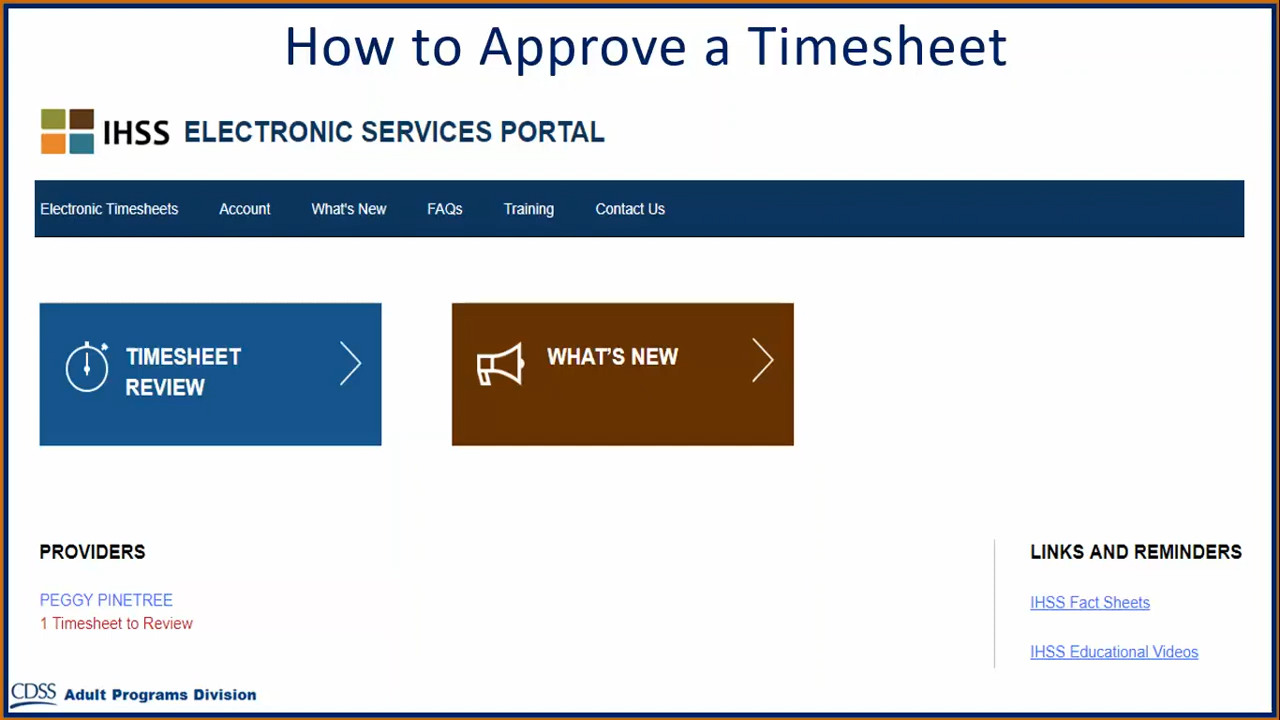 How to Approve a Timesheet
IHSS ELECTRONIC SERVICES PORTAL
Electronic Timesheets Account What's New FAQs Training Contact Us
TIMESHEET
REVIEW
WHAT'S NEW
PROVIDERS
PEGGY PINETREE
1 Timesheet to Review
LINKS AND REMINDERS
IHSS Fact Sheets
IHSS Educational Videos
CDSS Adult Programs Division